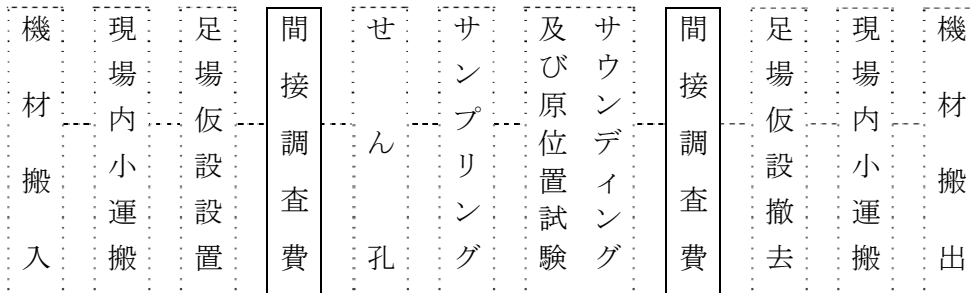 機材搬入
現場内小運搬
足場仮設設置
間接調査費
せん孔
サンプリング
サウンディング
及び原位置試験
間接調査費
足場仮設撤去
現場内小運搬
機材搬出